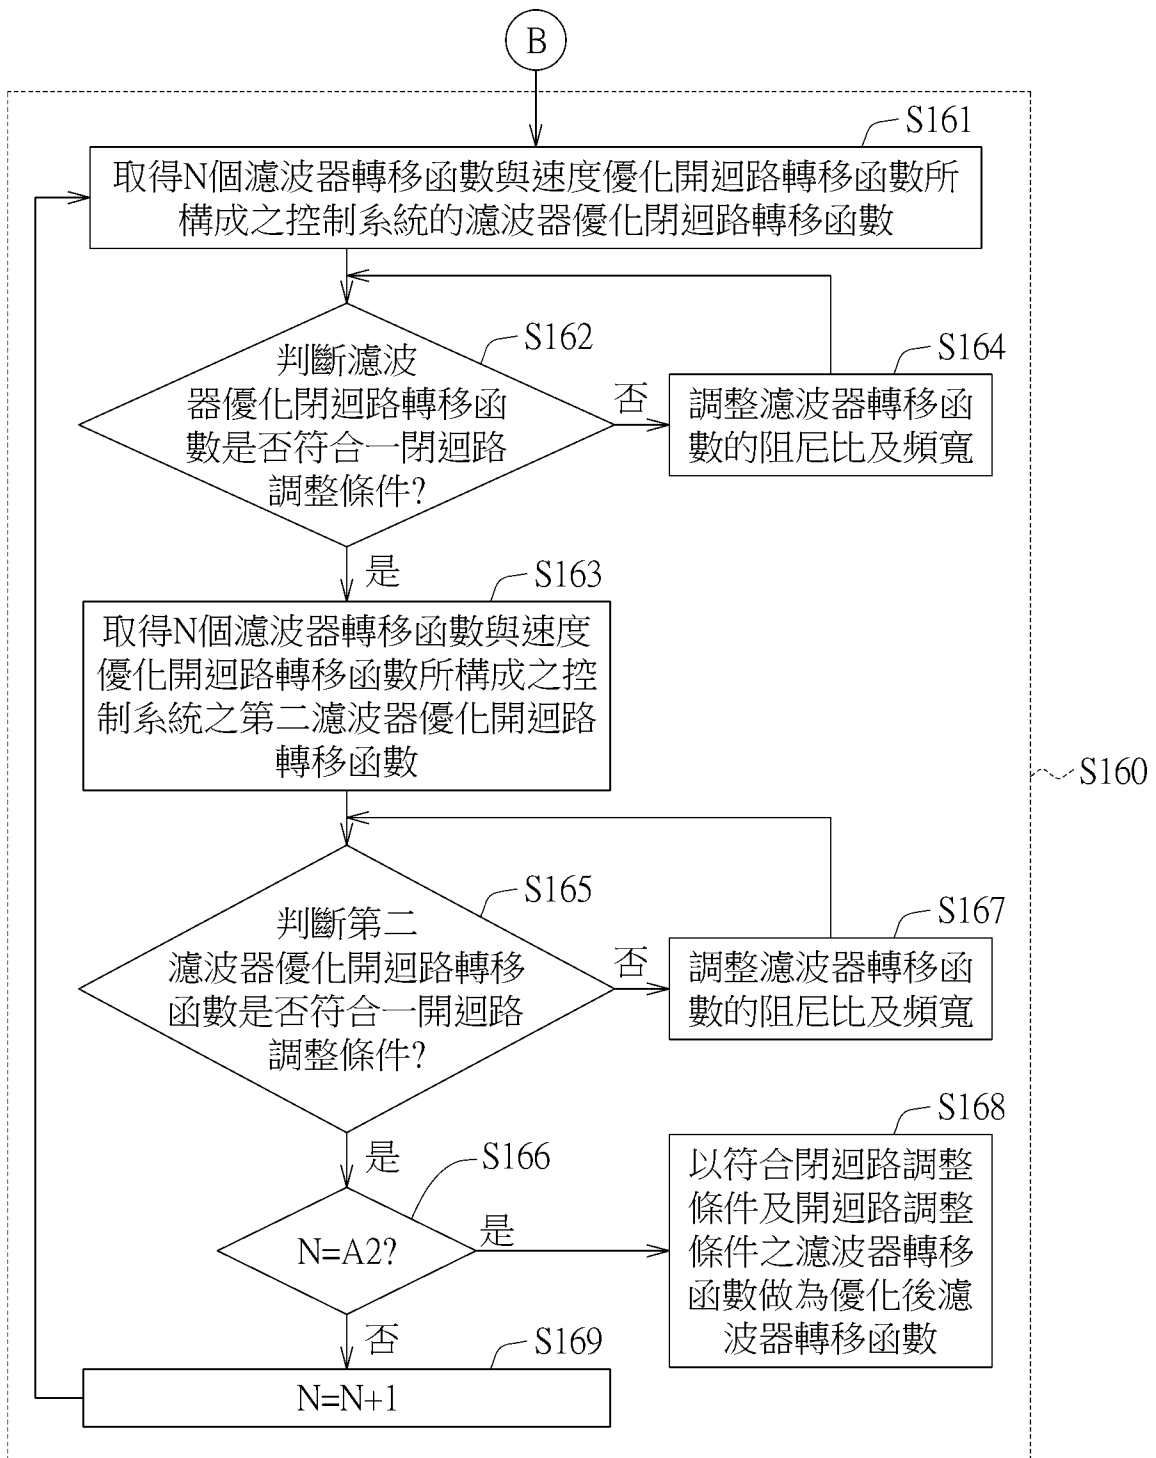 B
S161
取得N個濾波器轉移函數與速度優化開迴路轉移函數所
構成之控制系統的濾波器優化閉迴路轉移函數
S162
判斷濾波
器優化閉迴路轉移函
數是否符合一閉迴路
調整條件?
否
S164
調整濾波器轉移函
數的阻尼比及頻寬
是
S163
取得N個濾波器轉移函數與速度
優化開迴路轉移函數所構成之控
制系統之第二濾波器優化開迴路
轉移函數
S160
S165
判斷第二
濾波器優化開迴路轉移
函數是否符合一開迴路
調整條件?
否
S167
調整濾波器轉移函
數的阻尼比及頻寬
是
S166
N=A2?
是
S168
以符合閉迴路調整
條件及開迴路調整
條件之濾波器轉移
函數做為優化後濾
波器轉移函數
否
S169
N=N+1